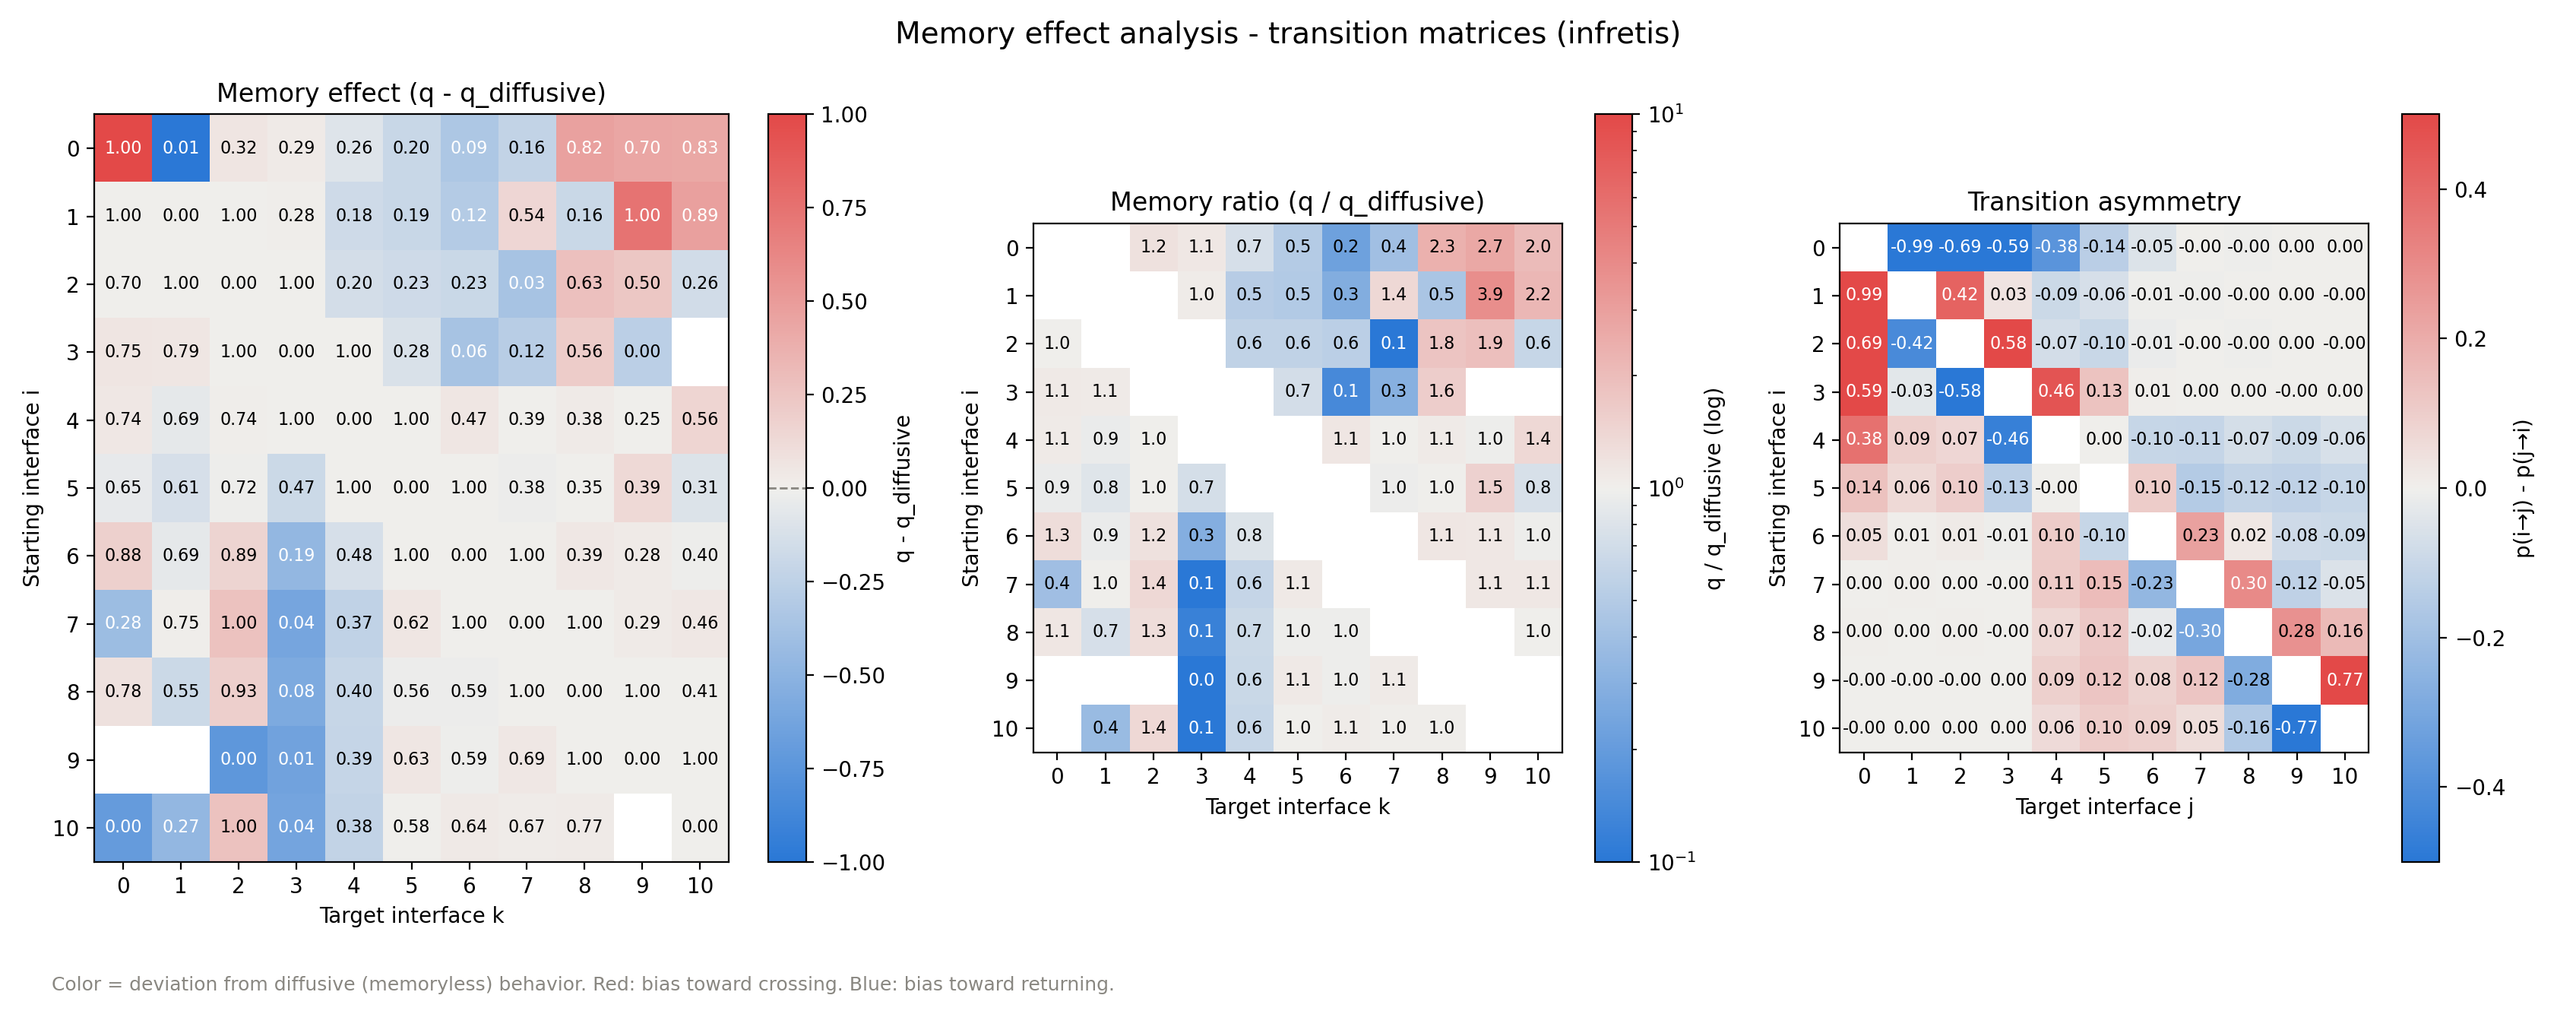 Memory effect analysis - transition matrices (infretis)
Memory effect (q - q_diffusive)
0 1.00 0.01 0.32 0.29 0.26 0.20 0.09 0.16 0.82 0.70 0.83
1 1.00 0.00 1.00 0.28 0.18 0.19 0.12 0.54 0.16 1.00 0.89
2 0.70 1.00 0.00 1.00 0.20 0.23 0.23 0.03 0.63 0.50 0.26
3 0.75 0.79 1.00 0.00 1.00 0.28 0.06 0.12 0.56 0.00
4 0.74 0.69 0.74 1.00 0.00 1.00 0.47 0.39 0.38 0.25 0.56
5 0.65 0.61 0.72 0.47 1.00 0.00 1.00 0.38 0.35 0.39 0.31
6 0.88 0.69 0.89 0.19 0.48 1.00 0.00 1.00 0.39 0.28 0.40
7 0.28 0.75 1.00 0.04 0.37 0.62 1.00 0.00 1.00 0.29 0.46
8 0.78 0.55 0.93 0.08 0.40 0.56 0.59 1.00 0.00 1.00 0.41
9 0.00 0.01 0.39 0.63 0.59 0.69 1.00 0.00 1.00
10 0.00 0.27 1.00 0.04 0.38 0.58 0.64 0.67 0.77 0.00
0 1 2 3 4 5 6 7 8 9 10
Target interface k
Starting interface i
1.00
0.75
0.50
0.25
0.00
−0.25
−0.50
−0.75
−1.00
q - q_diffusive
Memory ratio (q / q_diffusive)
0 1.2 1.1 0.7 0.5 0.2 0.4 2.3 2.7 2.0
1 1.0 0.5 0.5 0.3 1.4 0.5 3.9 2.2
2 1.0 0.6 0.6 0.6 0.1 1.8 1.9 0.6
3 1.1 1.1 0.7 0.1 0.3 1.6
4 1.1 0.9 1.0 1.1 1.0 1.1 1.0 1.4
5 0.9 0.8 1.0 0.7 1.0 1.0 1.5 0.8
6 1.3 0.9 1.2 0.3 0.8 1.1 1.1 1.0
7 0.4 1.0 1.4 0.1 0.6 1.1 1.1 1.1
8 1.1 0.7 1.3 0.1 0.7 1.0 1.0 1.0
9 0.0 0.6 1.1 1.0 1.1
10 0.4 1.4 0.1 0.6 1.0 1.1 1.0 1.0
0 1 2 3 4 5 6 7 8 9 10
Target interface k
Starting interface i
10¹
10⁰
10⁻¹
q / q_diffusive (log)
Transition asymmetry
0 -0.99 -0.69 -0.59 -0.38 -0.14 -0.05 -0.00 -0.00 0.00 0.00
1 0.99 0.42 0.03 -0.09 -0.06 -0.01 -0.00 -0.00 0.00 -0.00
2 0.69 -0.42 0.58 -0.07 -0.10 -0.01 -0.00 -0.00 0.00 -0.00
3 0.59 -0.03 -0.58 0.46 0.13 0.01 0.00 0.00 -0.00 0.00
4 0.38 0.09 0.07 -0.46 0.00 -0.10 -0.11 -0.07 -0.09 -0.06
5 0.14 0.06 0.10 -0.13 -0.00 0.10 -0.15 -0.12 -0.12 -0.10
6 0.05 0.01 0.01 -0.01 0.10 -0.10 0.23 0.02 -0.08 -0.09
7 0.00 0.00 0.00 -0.00 0.11 0.15 -0.23 0.30 -0.12 -0.05
8 0.00 0.00 0.00 -0.00 0.07 0.12 -0.02 -0.30 0.28 0.16
9 -0.00 -0.00 -0.00 0.00 0.09 0.12 0.08 0.12 -0.28 0.77
10 -0.00 0.00 0.00 0.00 0.06 0.10 0.09 0.05 -0.16 -0.77
0 1 2 3 4 5 6 7 8 9 10
Target interface j
Starting interface i
0.4
0.2
0.0
−0.2
−0.4
p(i→j) - p(j→i)
Color = deviation from diffusive (memoryless) behavior. Red: bias toward crossing. Blue: bias toward returning.